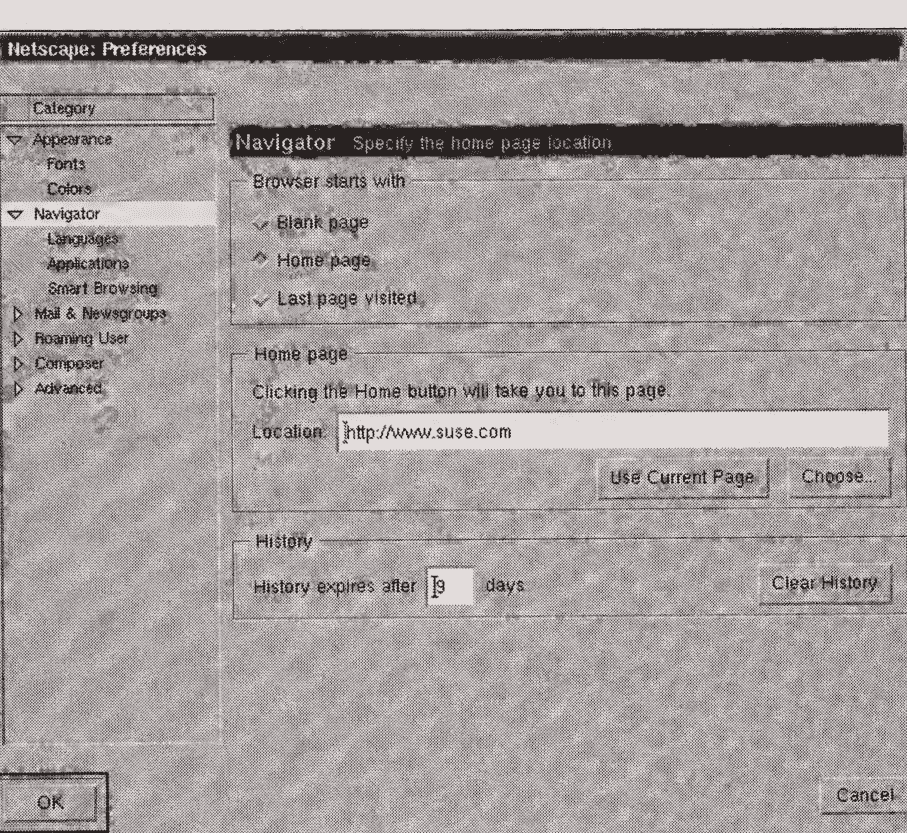 Netscape: Preferences
Category
Appearance
Fonts
Colors
Navigator
Languages
Applications
Smart Browsing
Mail & Newsgroups
Roaming User
Composer
Advanced
Navigator Specify the home page location
Browser starts with
Blank page
Home page
Last page visited
Home page
Clicking the Home button will take you to this page.
Location: http://www.suse.com
Use Current Page Choose...
History
History expires after 9 days
Clear History
OK
Cancel